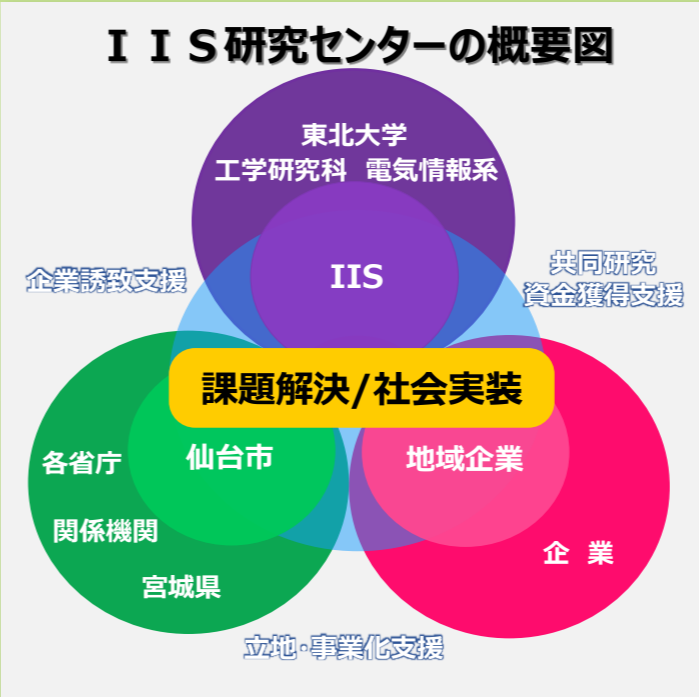 ＩＩＳ研究センターの概要図
東北大学
工学研究科 電気情報系
IIS
企業誘致支援
共同研究
資金獲得支援
課題解決/社会実装
仙台市
地域企業
各省庁
関係機関
宮城県
企 業
立地・事業化支援